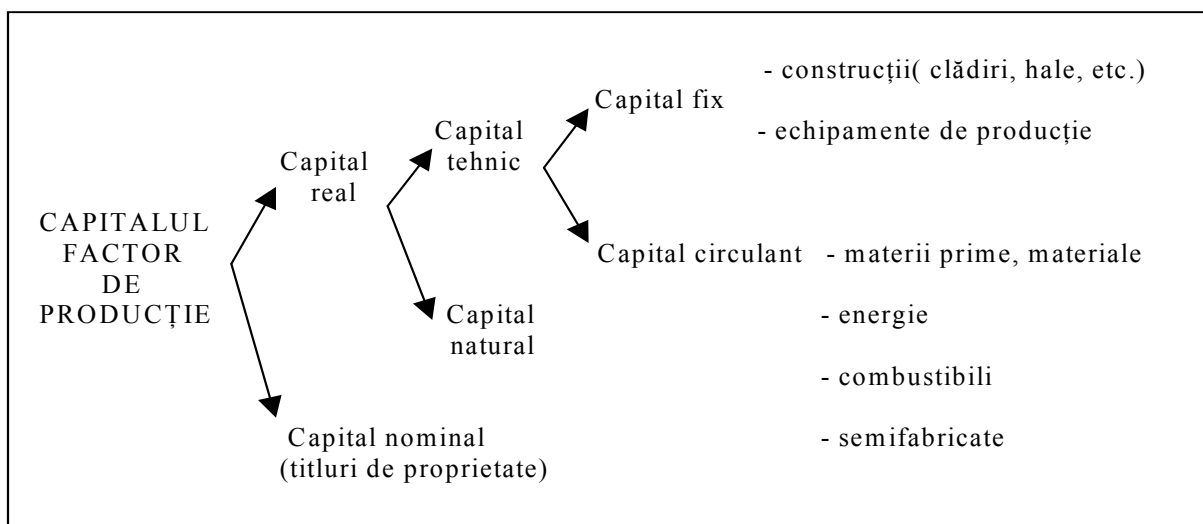 - construcții( clădiri, hale, etc.)
Capital fix
- echipamente de producție
Capital
tehnic
Capital
real
CAPITALUL
FACTOR
DE
PRODUCȚIE
Capital circulant - materii prime, materiale
- energie
- combustibili
- semifabricate
Capital
natural
Capital nominal
(titluri de proprietate)